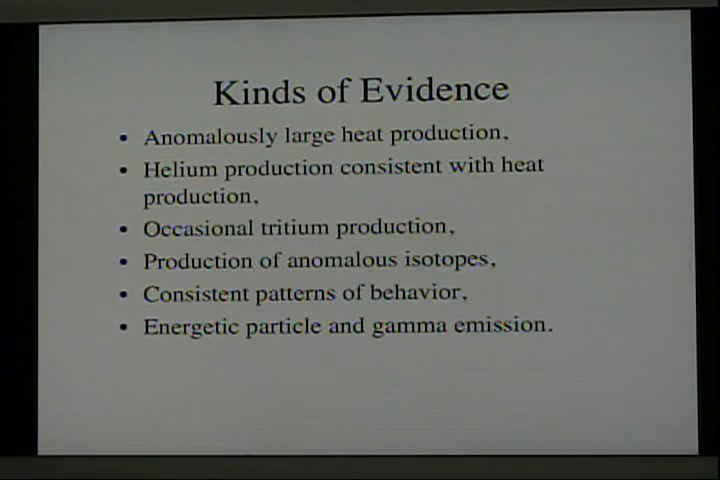 Kinds of Evidence
• Anomalously large heat production,
• Helium production consistent with heat
production,
• Occasional tritium production,
• Production of anomalous isotopes,
• Consistent patterns of behavior,
• Energetic particle and gamma emission.